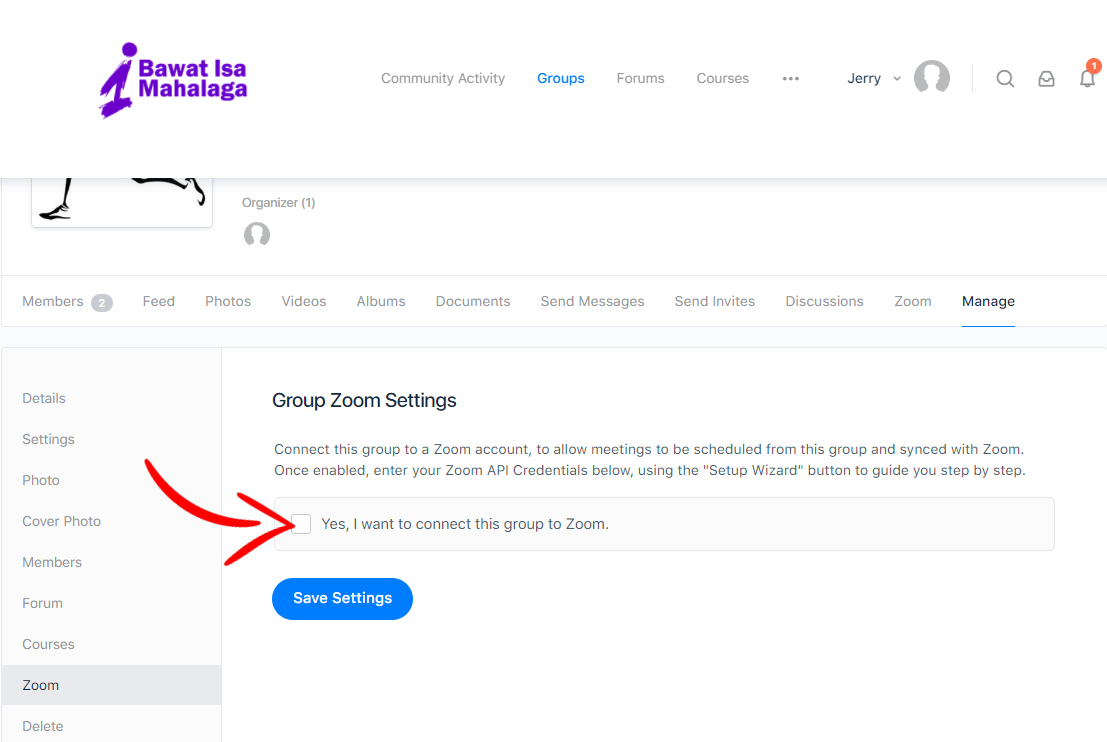 Bawat Isa
Mahalaga
Community Activity Groups Forums Courses ••• Jerry 1
Organizer (1)
Members 2 Feed Photos Videos Albums Documents Send Messages Send Invites Discussions Zoom Manage
Details
Settings
Photo
Cover Photo
Members
Forum
Courses
Zoom
Delete
Group Zoom Settings
Connect this group to a Zoom account, to allow meetings to be scheduled from this group and synced with Zoom.
Once enabled, enter your Zoom API Credentials below, using the "Setup Wizard" button to guide you step by step.
Yes, I want to connect this group to Zoom.
Save Settings